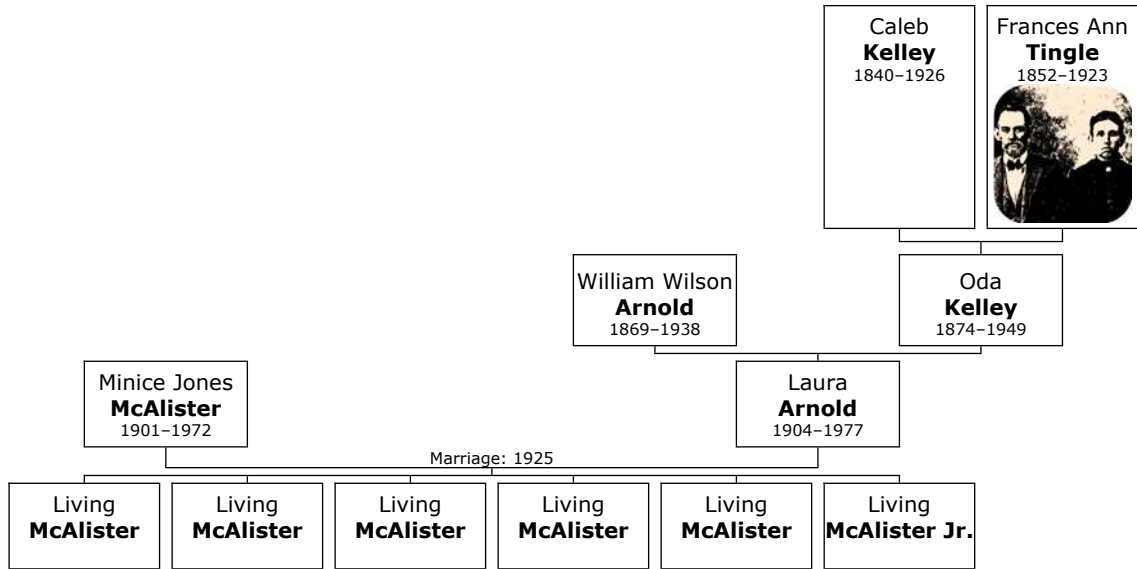 Caleb
Kelley
1840–1926
Frances Ann
Tingle
1852–1923
William Wilson
Arnold
1869–1938
Oda
Kelley
1874–1949
Minice Jones
McAlister
1901–1972
Laura
Arnold
1904–1977
Marriage: 1925
Living
McAlister
Living
McAlister
Living
McAlister
Living
McAlister
Living
McAlister
Living
McAlister Jr.